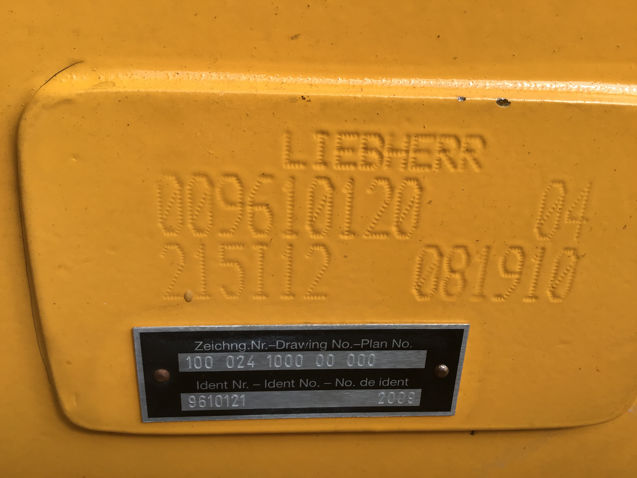 LIEBHERR
009610120 04
215I12 081910
Zeichng.Nr.–Drawing No.–Plan No.
100 024 1000 00 000
Ident Nr. – Ident No. – No. de ident
9610121 2008